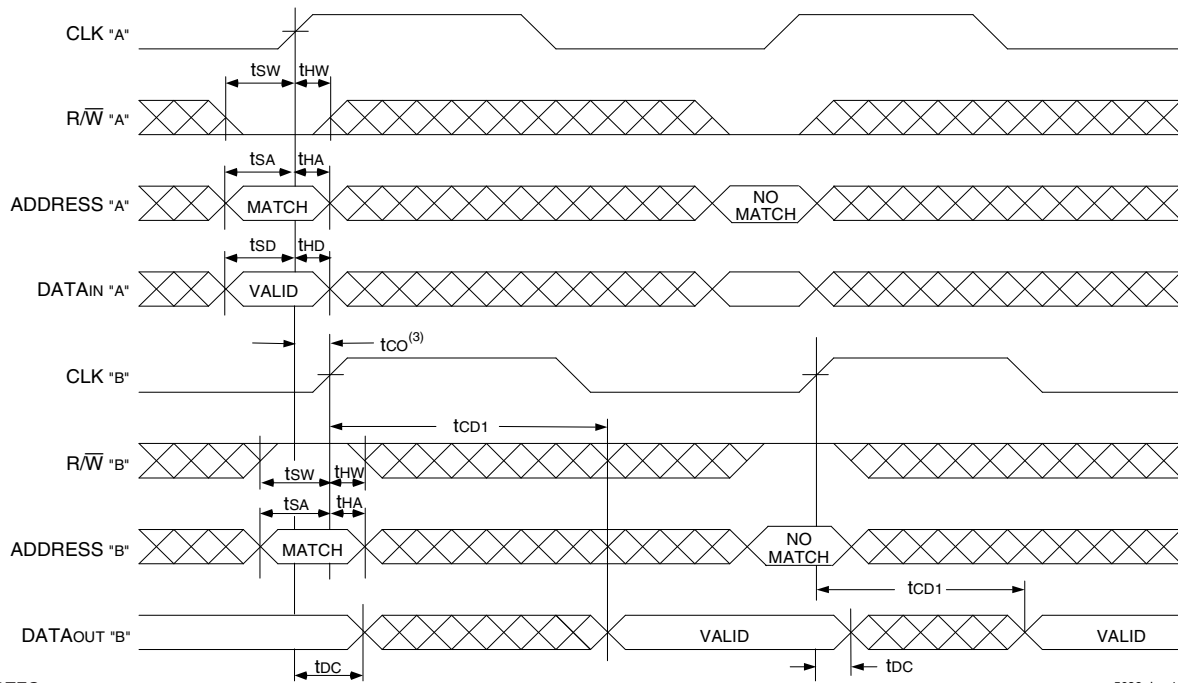 CLK "A"
tSW tHW
R/W̅ "A"
tSA tHA
ADDRESS "A" MATCH NO MATCH
tSD tHD
DATAIN "A" VALID
tCO(3)
CLK "B"
tCD1
R/W̅ "B"
tSW tHW
tSA tHA
ADDRESS "B" MATCH NO MATCH
tCD1
DATAOUT "B" VALID VALID
tDC tDC